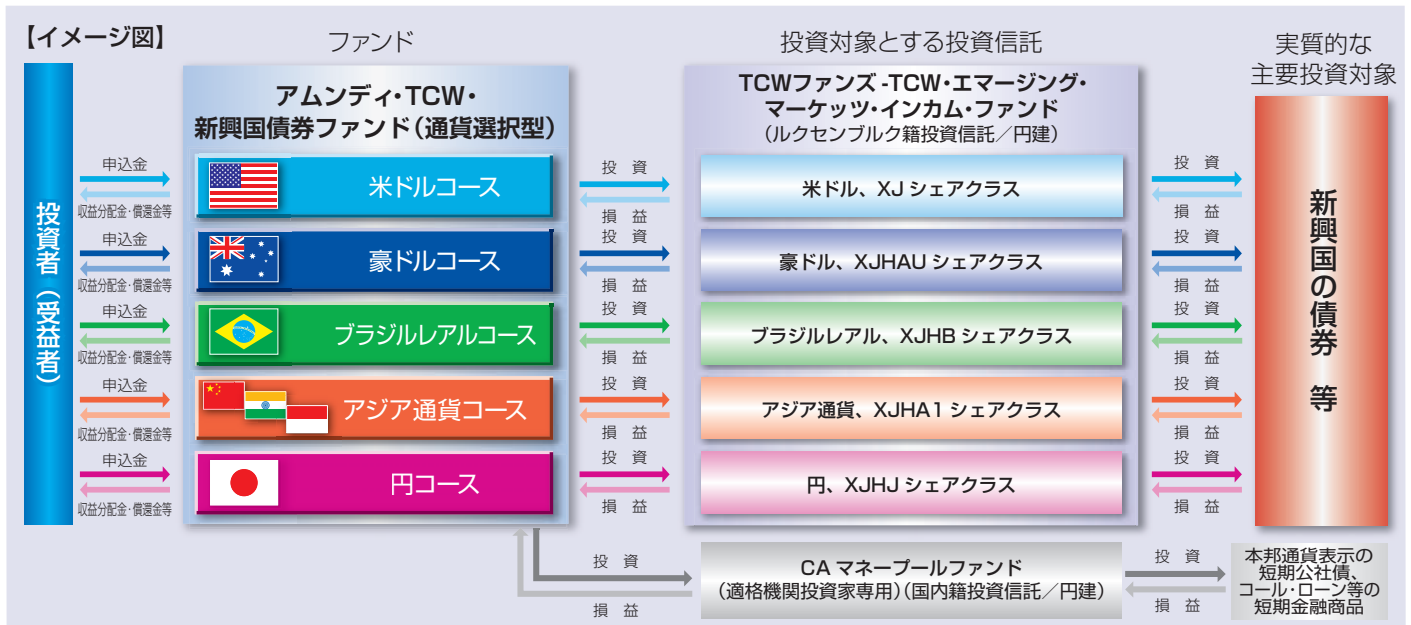 【イメージ図】
ファンド
投資対象とする投資信託
実質的な
主要投資対象
投資者（受益者）
アムンディ・TCW・
新興国債券ファンド（通貨選択型）
TCWファンズ -TCW・エマージング・
マーケッツ・インカム・ファンド
（ルクセンブルク籍投資信託／円建）
新興国の債券 等
申込金
収益分配金・償還金等
米ドルコース
投 資
損 益
米ドル、XJ シェアクラス
投 資
損 益
申込金
収益分配金・償還金等
豪ドルコース
投 資
損 益
豪ドル、XJHAU シェアクラス
投 資
損 益
申込金
収益分配金・償還金等
ブラジルレアルコース
投 資
損 益
ブラジルレアル、XJHB シェアクラス
投 資
損 益
申込金
収益分配金・償還金等
アジア通貨コース
投 資
損 益
アジア通貨、XJHA1 シェアクラス
投 資
損 益
申込金
収益分配金・償還金等
円コース
投 資
損 益
円、XJHJ シェアクラス
投 資
損 益
投 資
損 益
CA マネープールファンド
（適格機関投資家専用）（国内籍投資信託／円建）
投 資
損 益
本邦通貨表示の
短期公社債、
コール・ローン等の
短期金融商品